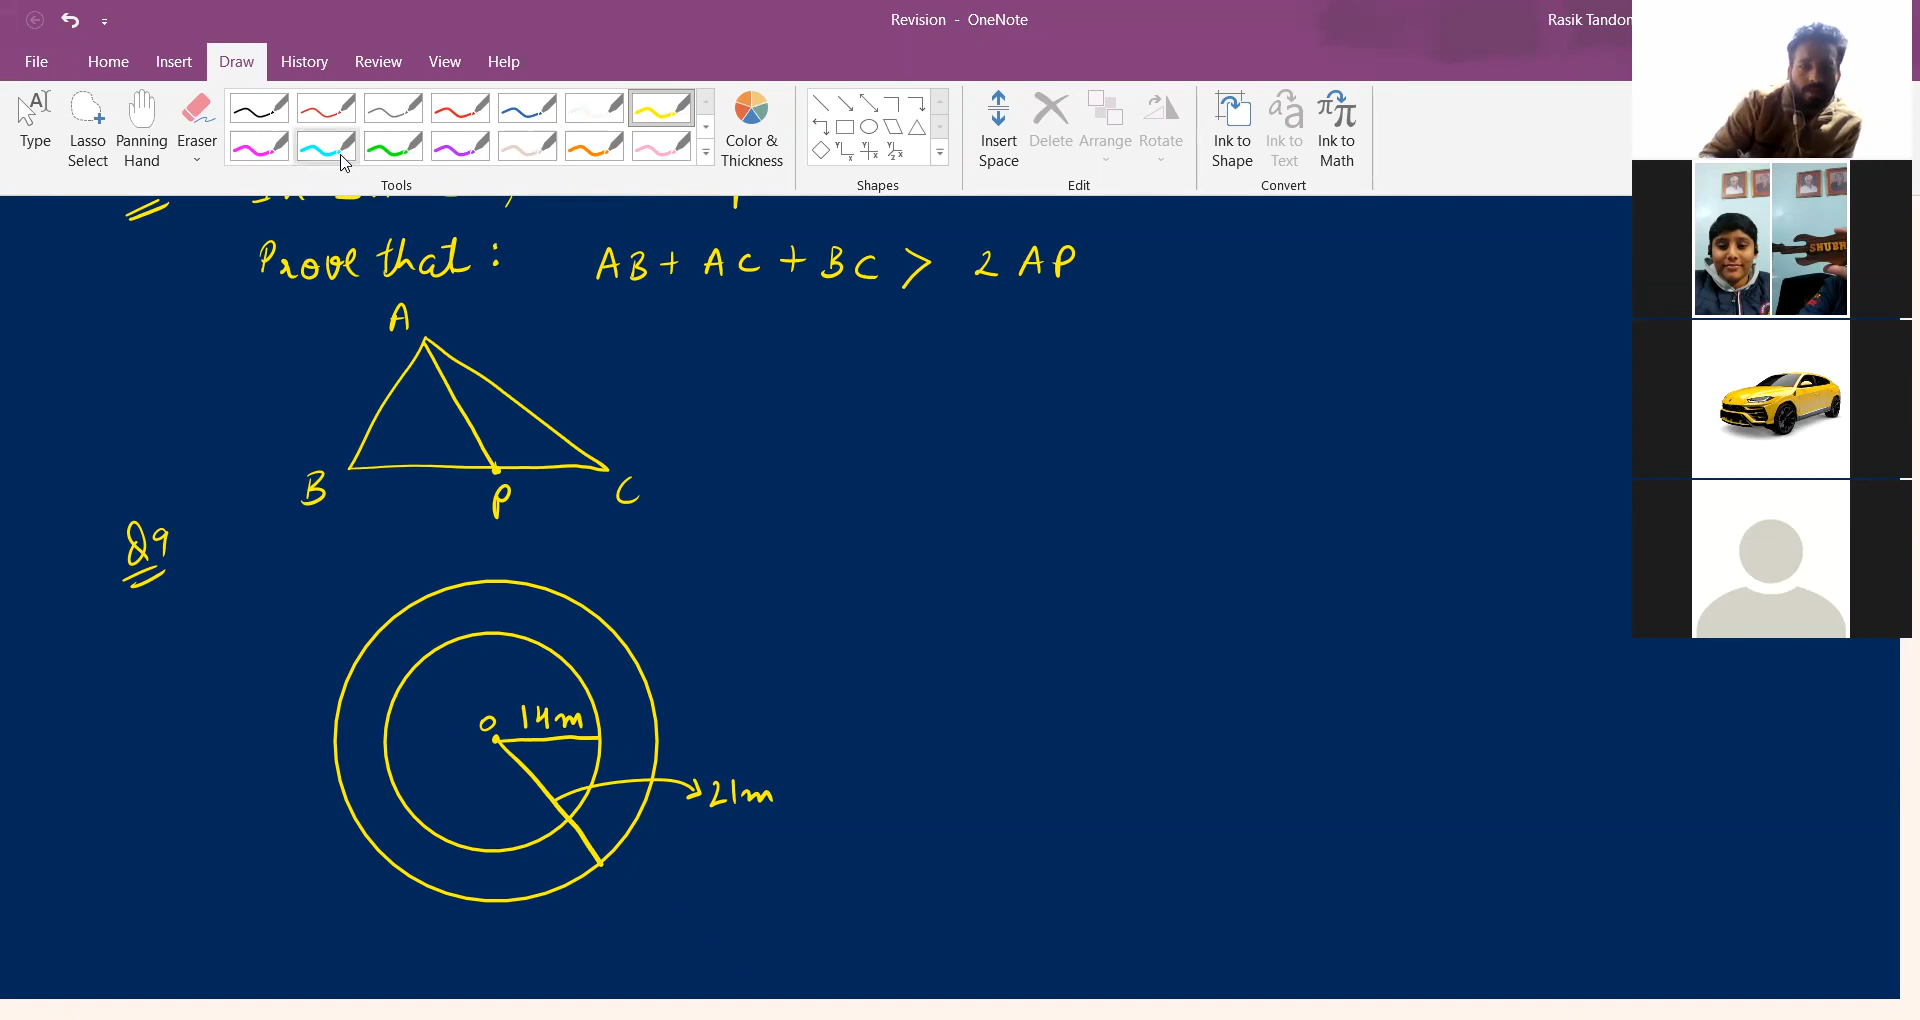 Revision - OneNote
Rasik Tandon
File Home Insert Draw History Review View Help
Type
Lasso Select
Panning Hand
Eraser
Color & Thickness
Insert Space
Delete
Arrange
Rotate
Ink to Shape
Ink to Text
Ink to Math
Tools
Shapes
Edit
Convert
Prove that : AB + AC + BC > 2 AP
A
B
P
C
Q9
O 14m
21m